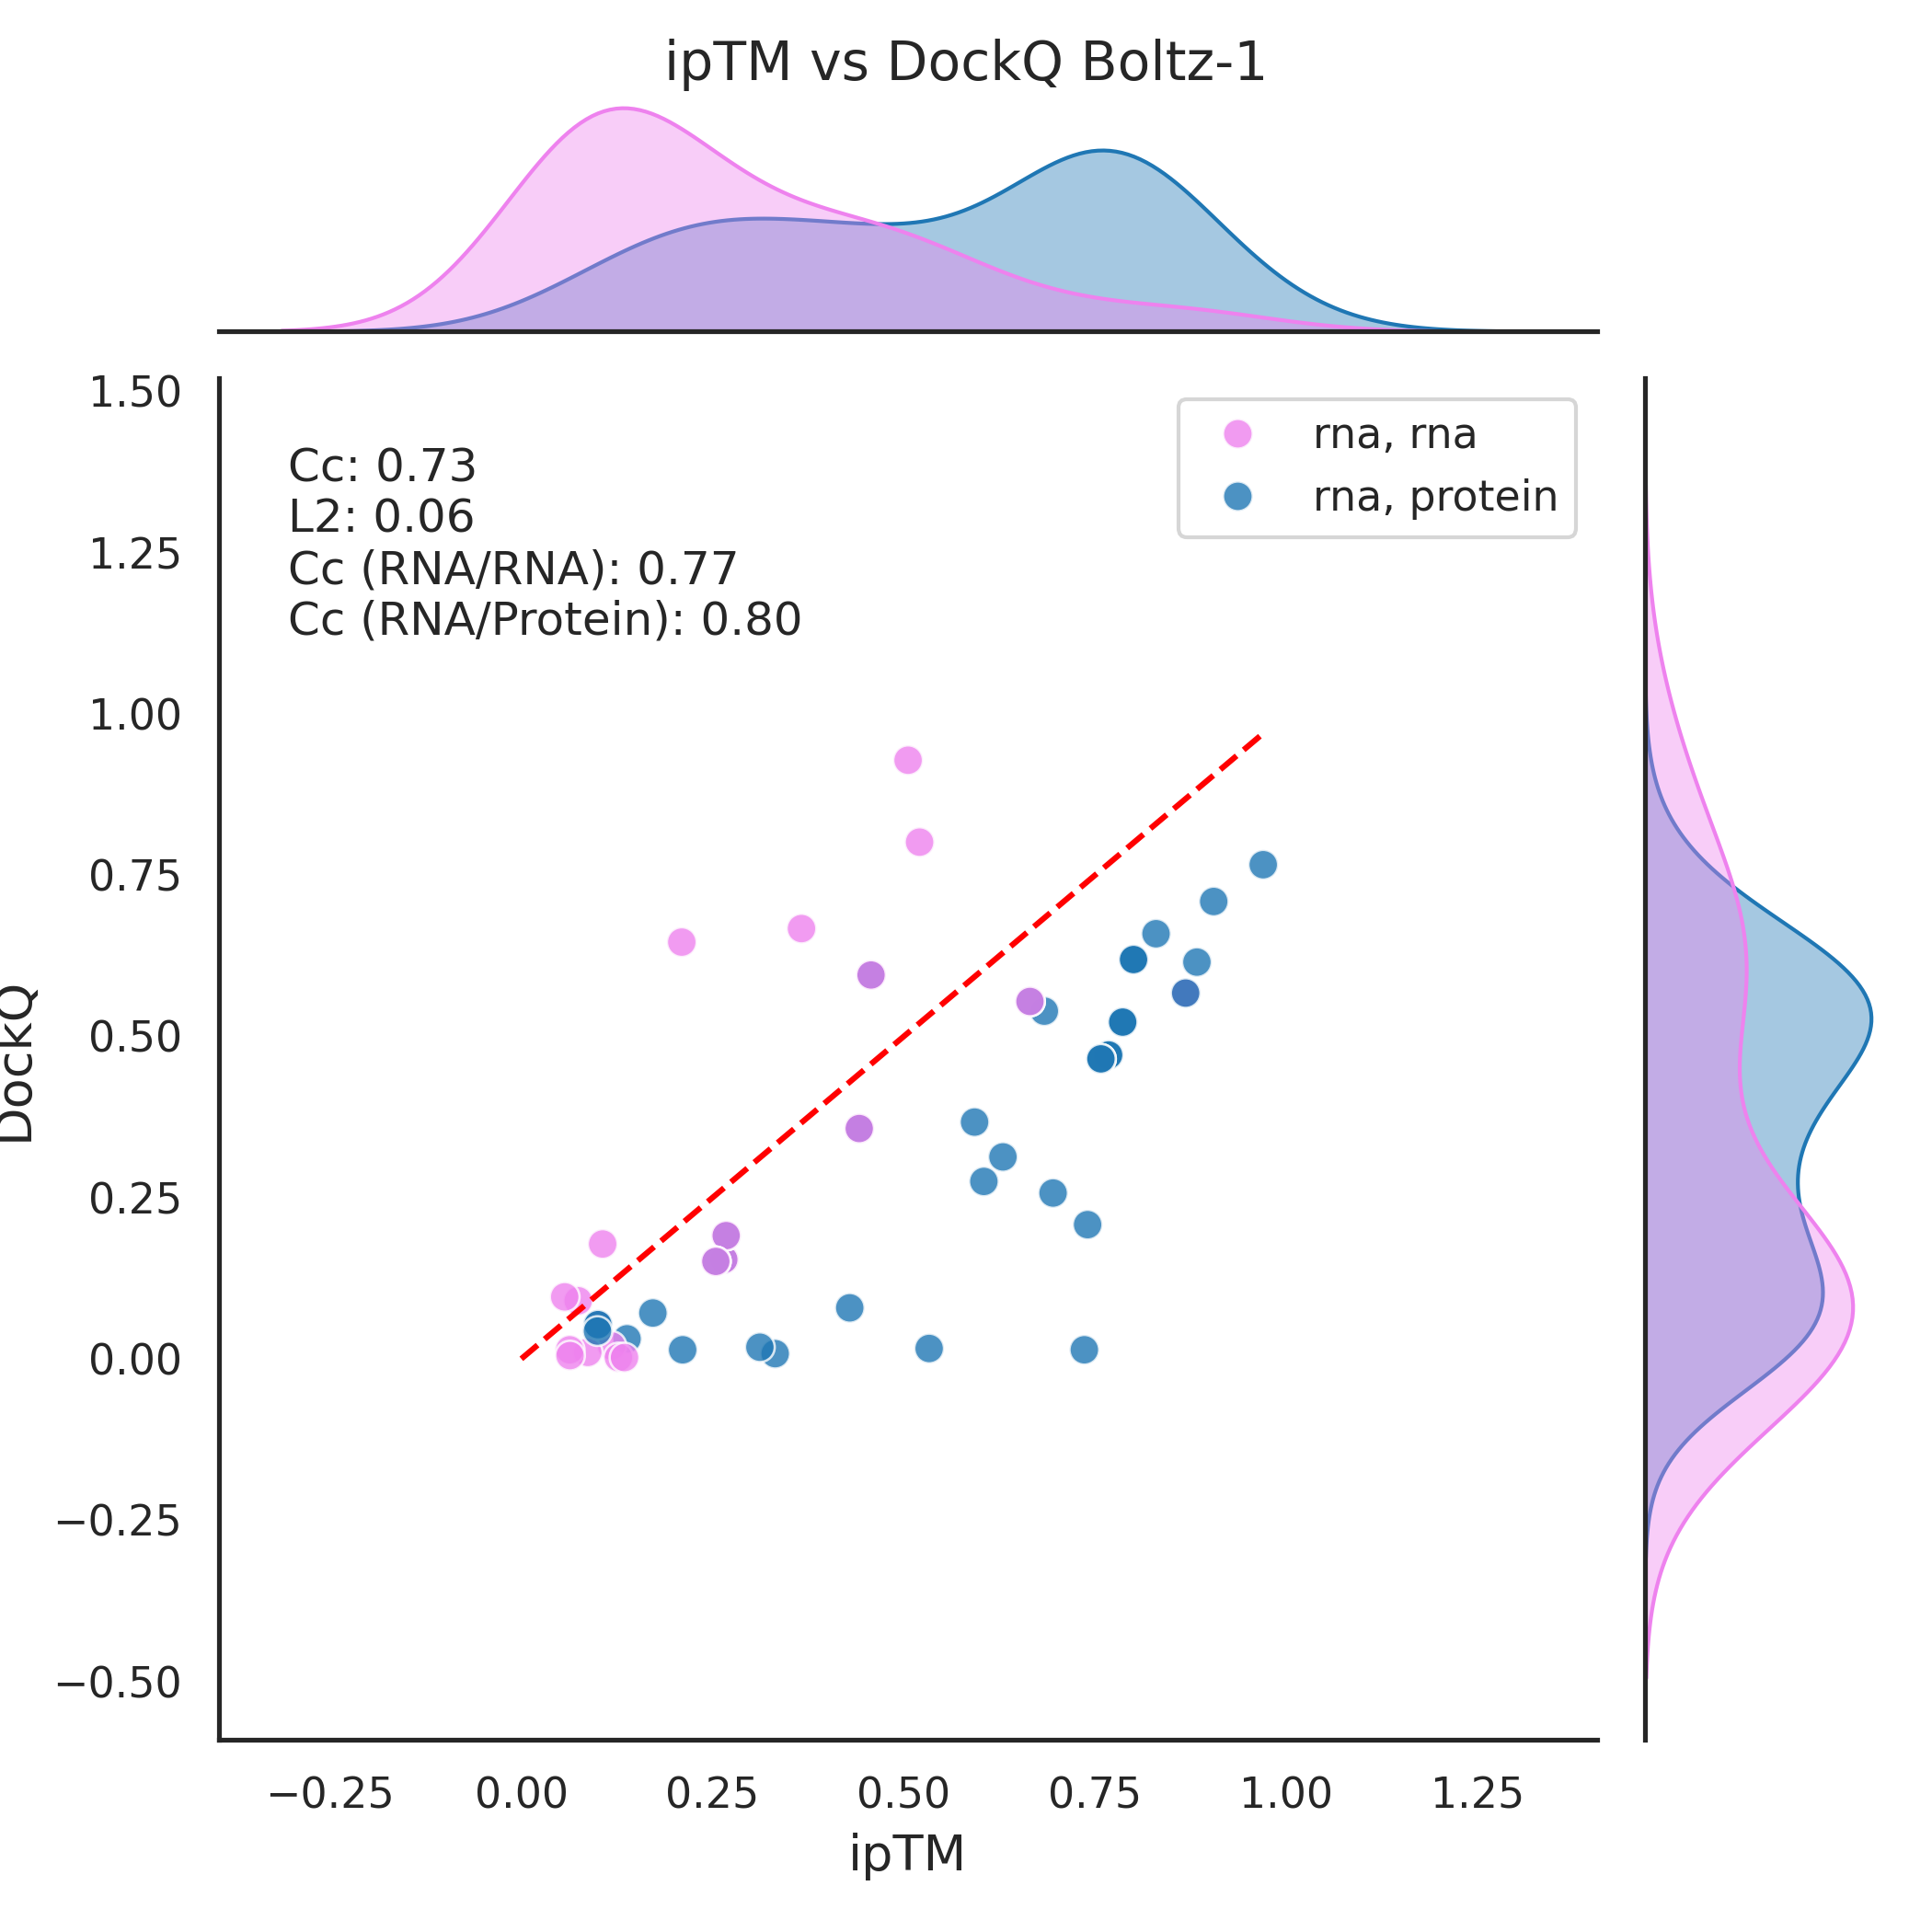 ipTM vs DockQ Boltz-1
1.50
1.25
1.00
0.75
0.50
0.25
0.00
−0.25
−0.50
DockQ
Cc: 0.73
L2: 0.06
Cc (RNA/RNA): 0.77
Cc (RNA/Protein): 0.80
rna, rna
rna, protein
−0.25 0.00 0.25 0.50 0.75 1.00 1.25
ipTM